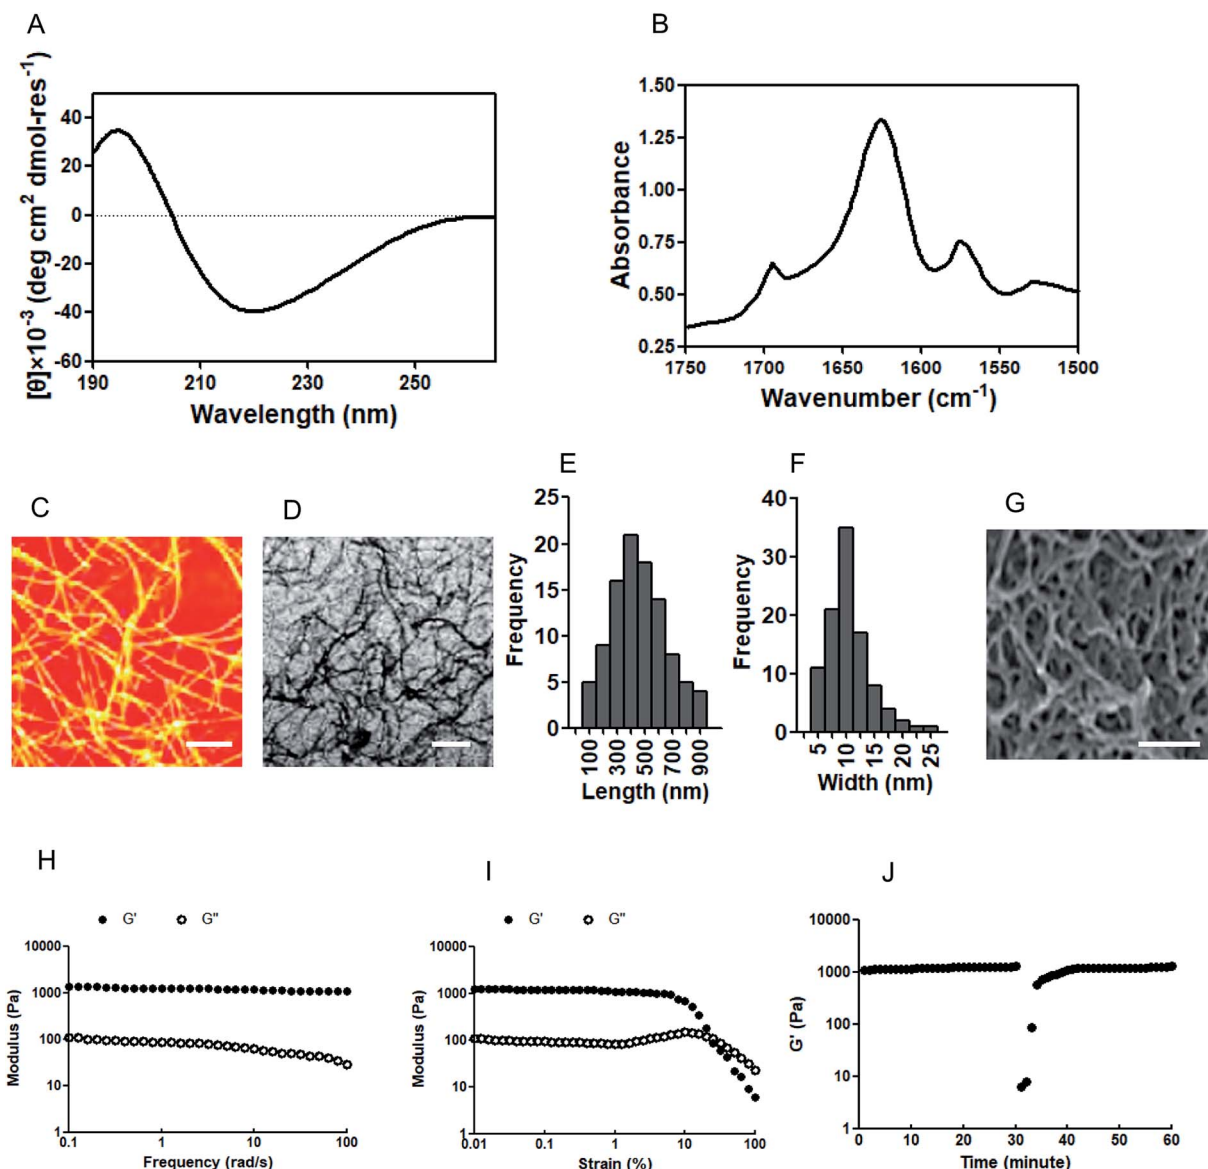 A
[θ]×10⁻³ (deg cm² dmol-res⁻¹)
40
20
0
-20
-40
-60
190
210
230
250
Wavelength (nm)
B
Absorbance
1.50
1.25
1.00
0.75
0.50
0.25
1750
1700
1650
1600
1550
1500
Wavenumber (cm⁻¹)
C
D
E
Frequency
25
20
15
10
5
0
100
300
500
700
900
Length (nm)
F
Frequency
40
30
20
10
0
5
10
15
20
25
Width (nm)
G
H
G'
G''
Modulus (Pa)
10000
1000
100
10
1
0.1
1
10
100
Frequency (rad/s)
I
G'
G''
Modulus (Pa)
10000
1000
100
10
1
0.01
0.1
1
10
100
Strain (%)
J
G' (Pa)
10000
1000
100
10
1
0
10
20
30
40
50
60
Time (minute)